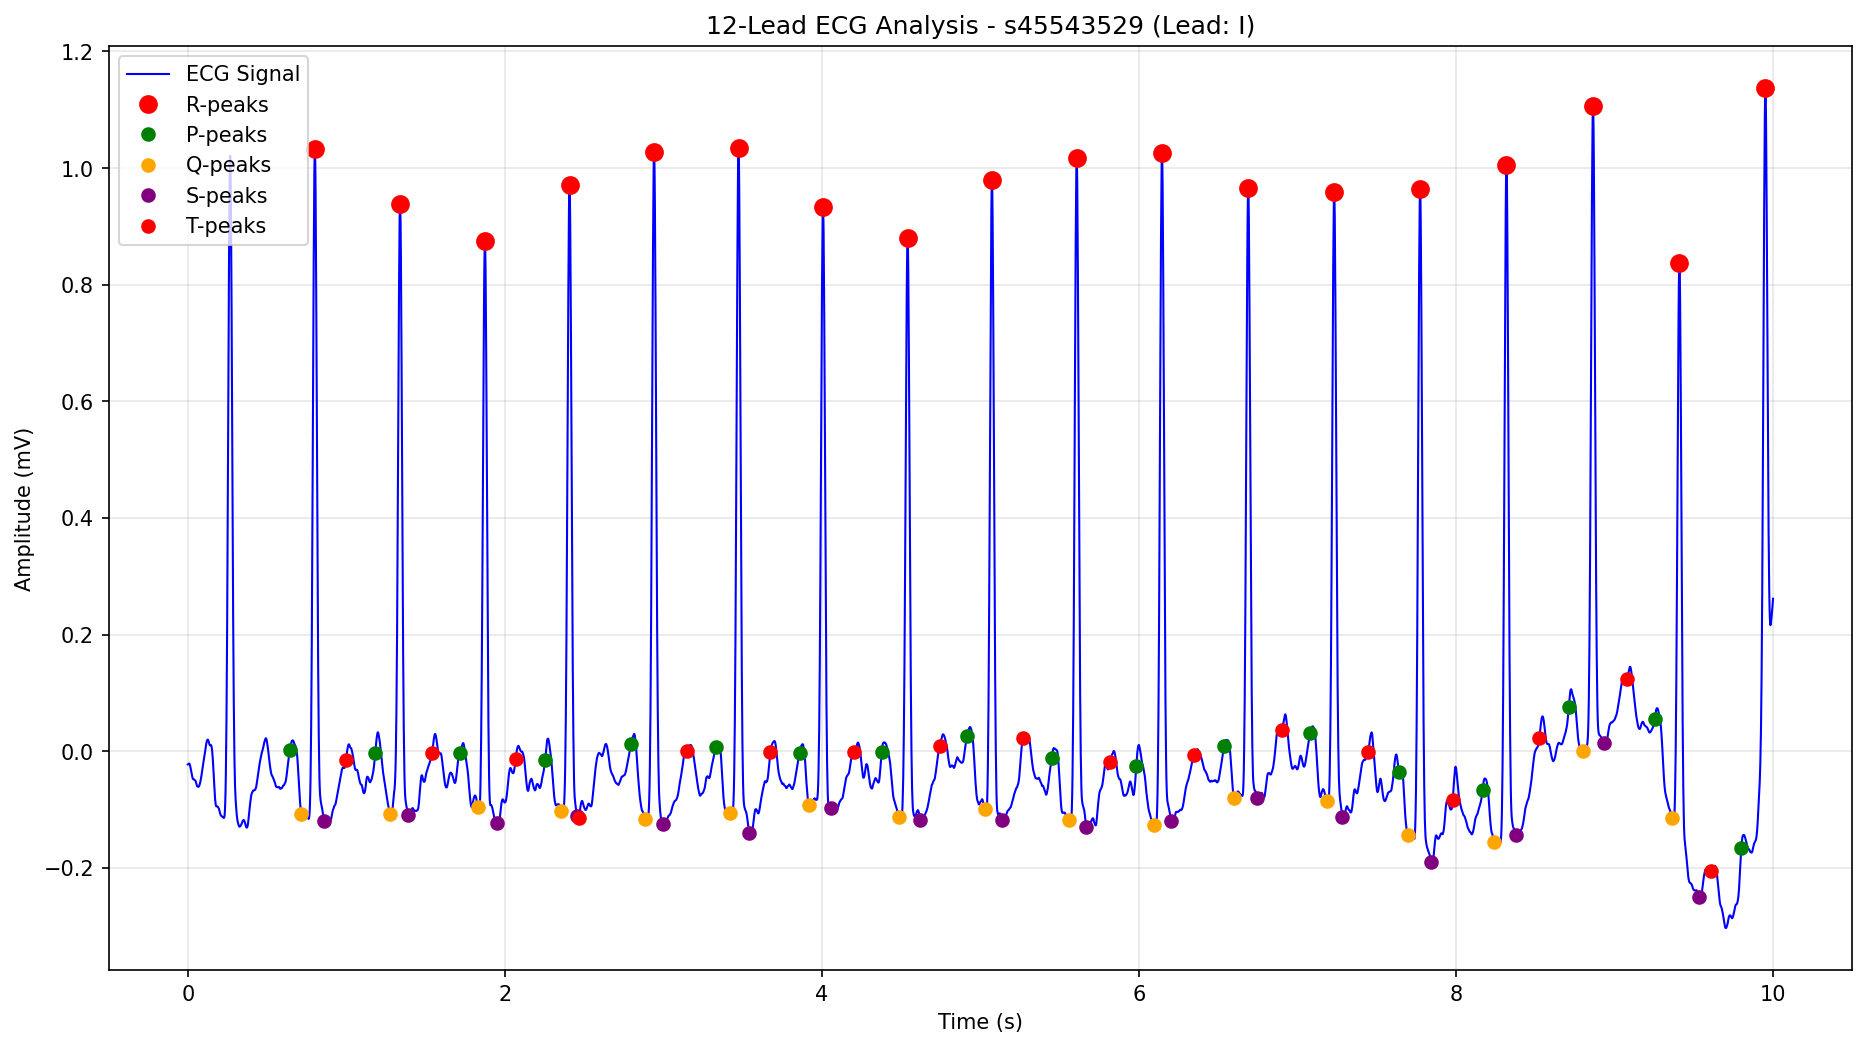 12-Lead ECG Analysis - s45543529 (Lead: I)
ECG Signal
R-peaks
P-peaks
Q-peaks
S-peaks
T-peaks
Amplitude (mV)
1.2
1.0
0.8
0.6
0.4
0.2
0.0
−0.2
0 2 4 6 8 10
Time (s)